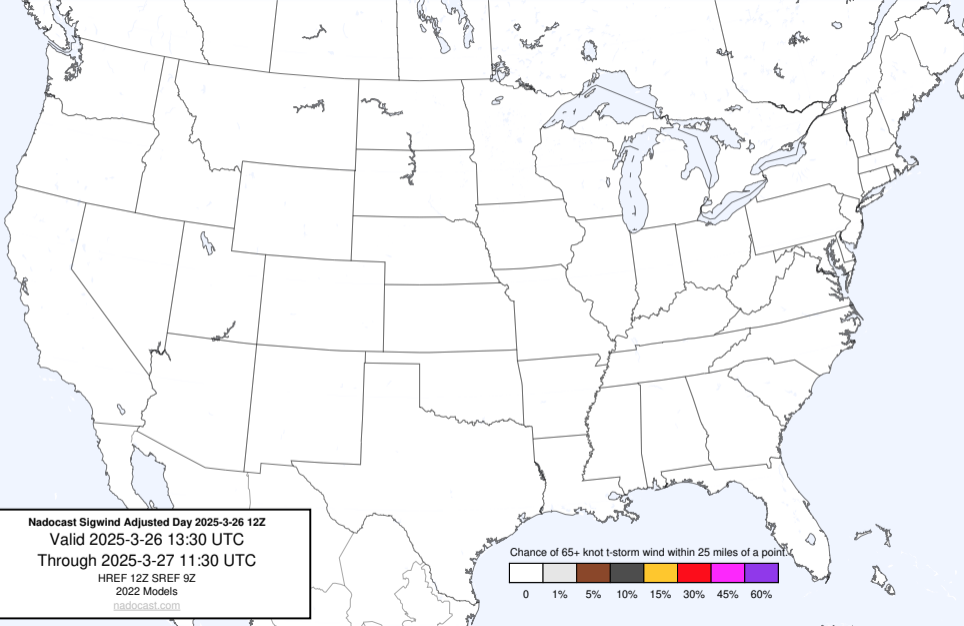 Nadocast Sigwind Adjusted Day 2025-3-26 12Z
Valid 2025-3-26 13:30 UTC
Through 2025-3-27 11:30 UTC
HREF 12Z SREF 9Z
2022 Models
nadocast.com
Chance of 65+ knot t-storm wind within 25 miles of a point.
0 1% 5% 10% 15% 30% 45% 60%